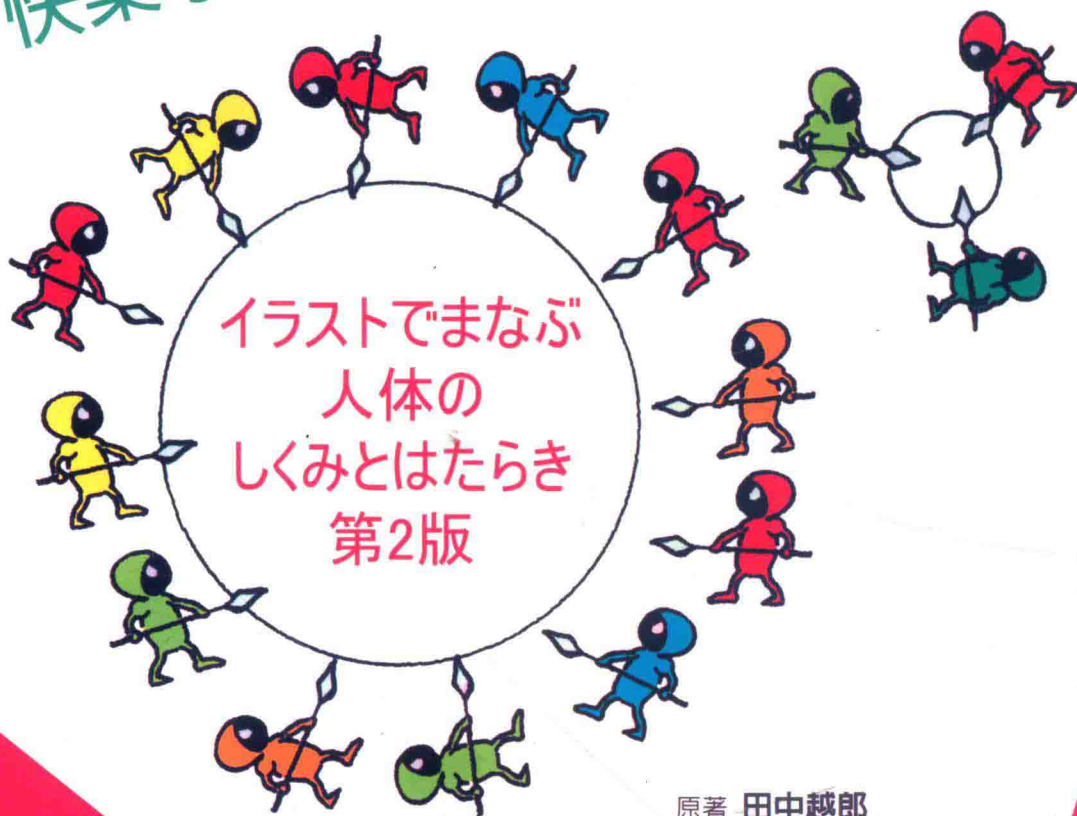 イラストでまなぶ
人体の
しくみとはたらき
第2版
原著 田中越郎